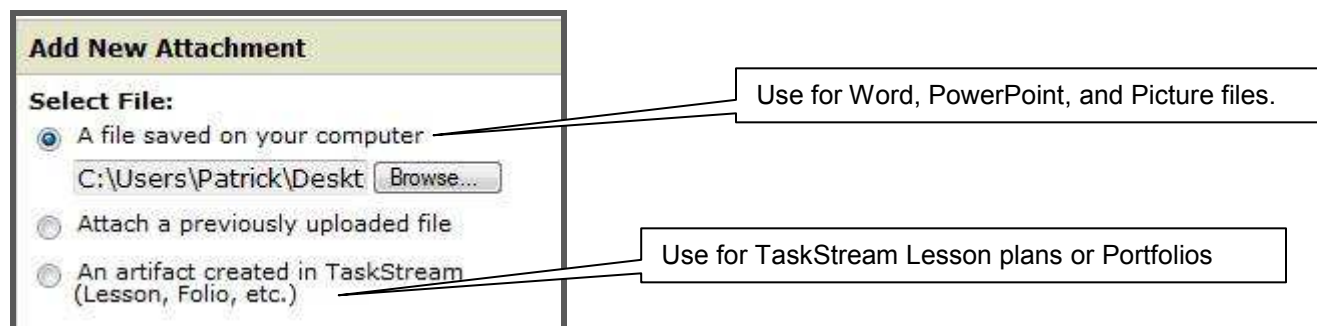 Add New Attachment
Select File:
A file saved on your computer
C:\Users\Patrick\Deskt Browse...
Attach a previously uploaded file
An artifact created in TaskStream
(Lesson, Folio, etc.)
Use for Word, PowerPoint, and Picture files.
Use for TaskStream Lesson plans or Portfolios